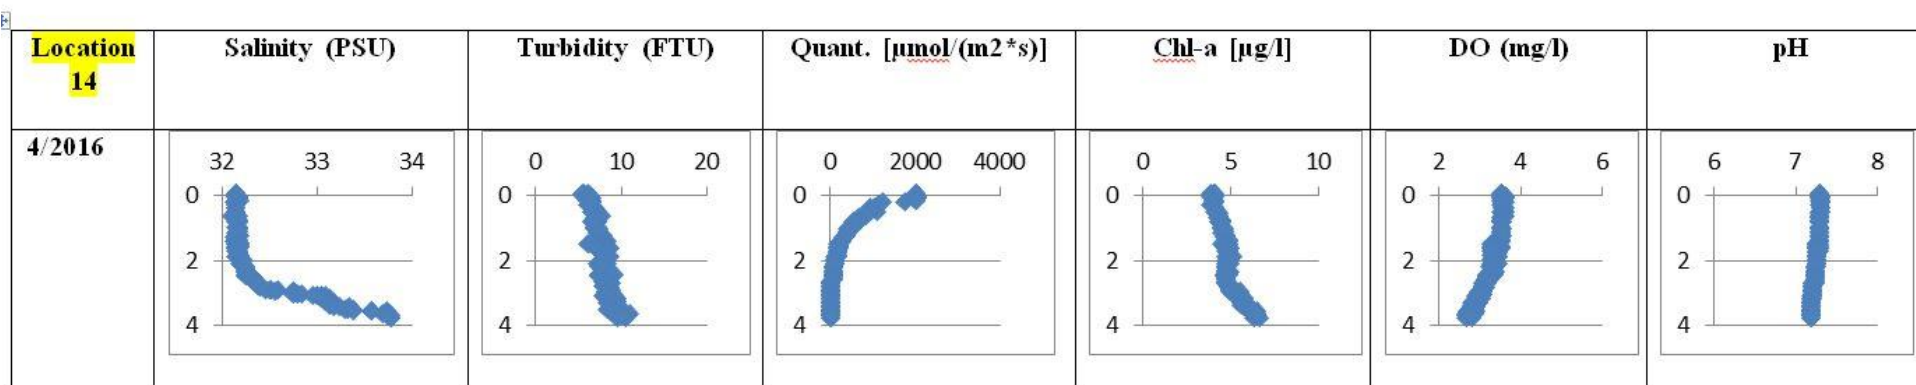 Location
14
Salinity (PSU)
Turbidity (FTU)
Quant. [µmol/(m2*s)]
Chl-a [µg/l]
DO (mg/l)
pH
4/2016
32 33 34
0
2
4
0 10 20
0
2
4
0 2000 4000
0
2
4
0 5 10
0
2
4
2 4 6
0
2
4
6 7 8
0
2
4